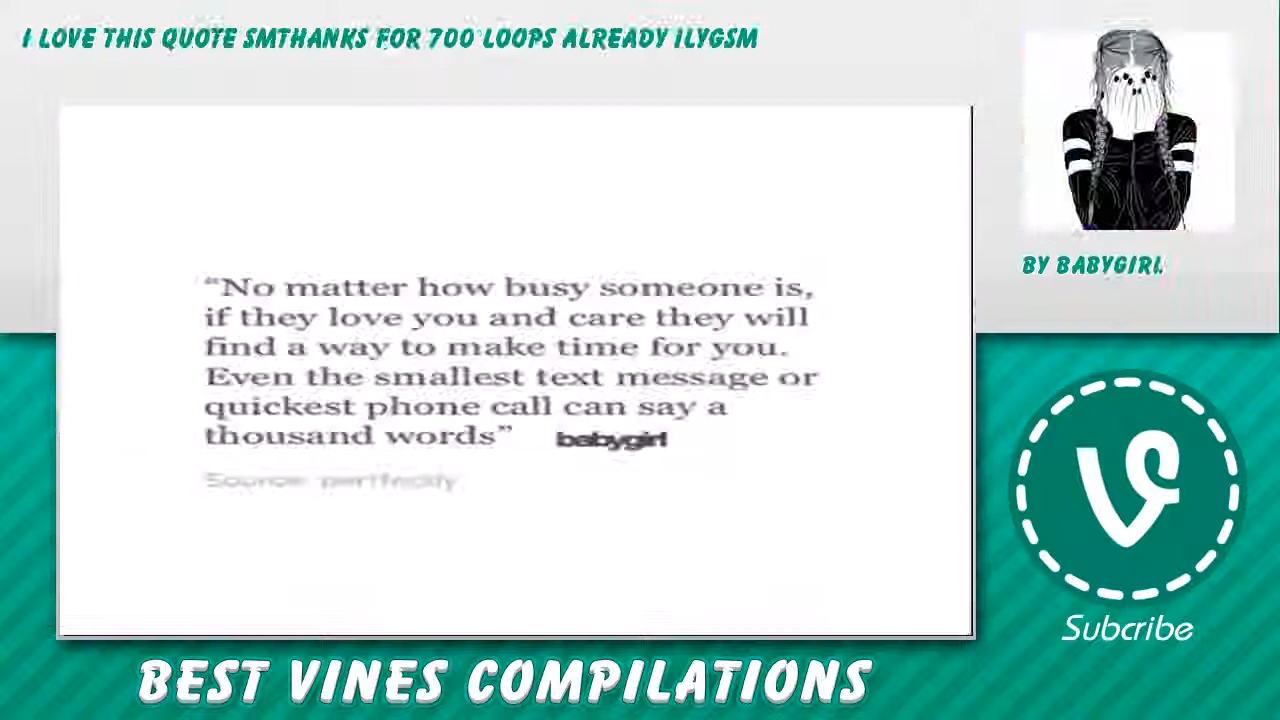 I LOVE THIS QUOTE SMTHANKS FOR 700 LOOPS ALREADY ILYGSM
BY BABYGIRL
“No matter how busy someone is,
if they love you and care they will
find a way to make time for you.
Even the smallest text message or
quickest phone call can say a
thousand words” babygirl
Source:
Subcribe
BEST VINES COMPILATIONS